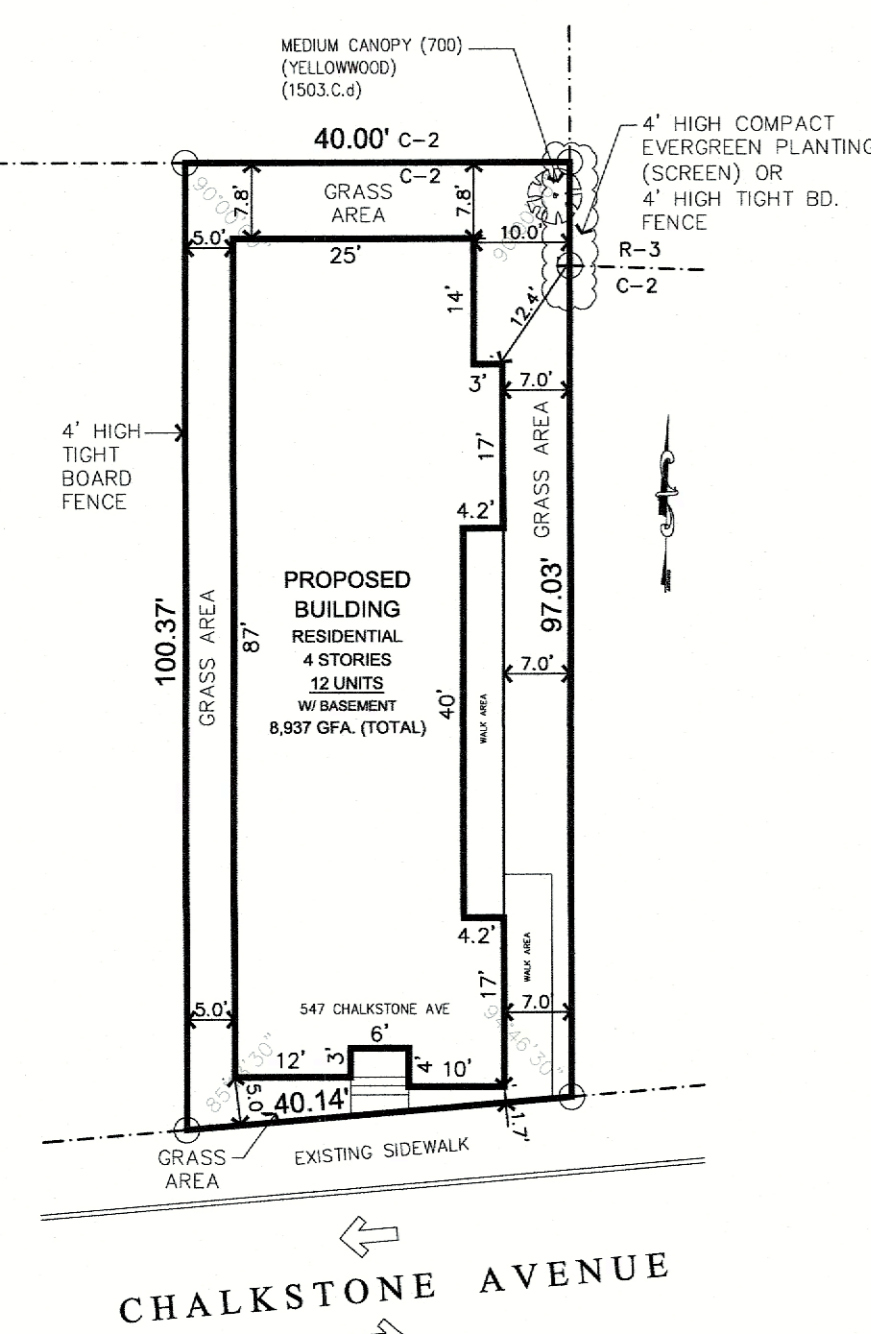 MEDIUM CANOPY (700)
(YELLOWWOOD)
(1503.C.d)
4' HIGH COMPACT
EVERGREEN PLANTING
(SCREEN) OR
4' HIGH TIGHT BD.
FENCE
40.00' C-2
C-2
GRASS
AREA
7.8'
7.8'
5.0'
10.0'
25'
R-3
C-2
14'
12.4'
3'
7.0'
17'
4' HIGH
TIGHT
BOARD
FENCE
GRASS AREA
4.2'
PROPOSED
BUILDING
RESIDENTIAL
4 STORIES
12 UNITS
W/ BASEMENT
8,937 GFA. (TOTAL)
100.37'
GRASS AREA
87'
40'
WALK AREA
97.03'
7.0'
4.2'
17'
WALK AREA
7.0'
5.0'
547 CHALKSTONE AVE
94°46'30"
6'
12'
3'
4'
10'
5.0'
40.14'
1.7'
GRASS
AREA
EXISTING SIDEWALK
CHALKSTONE AVENUE